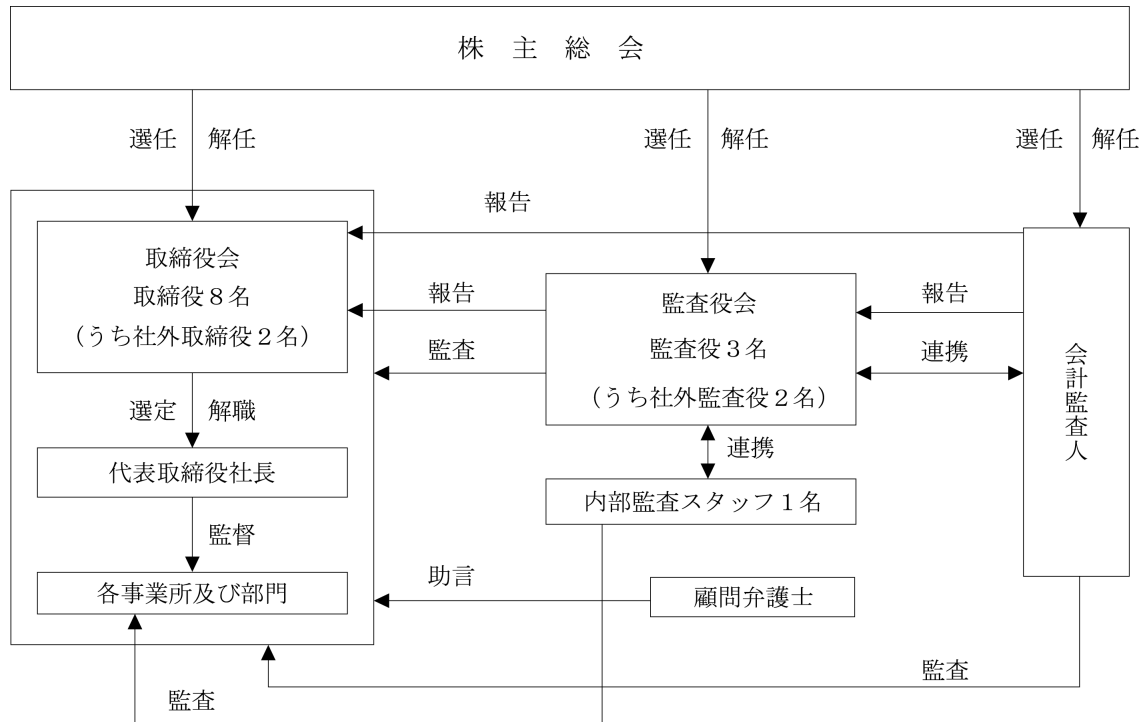 株主総会
選任 解任
選任 解任
選任 解任
報告
取締役会
取締役８名
（うち社外取締役２名）
報告
監査
監査役会
監査役３名
（うち社外監査役２名）
報告
連携
会計監査人
選定 解職
代表取締役社長
連携
内部監査スタッフ１名
監督
各事業所及び部門
助言
顧問弁護士
監査
監査